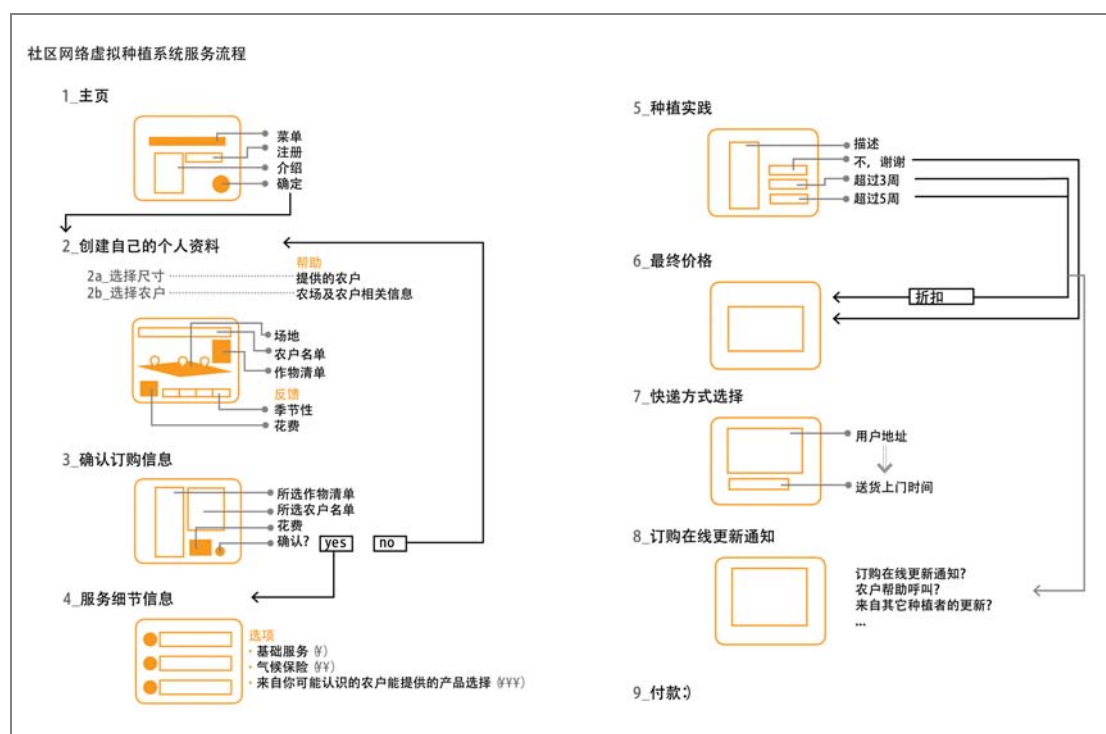 社区网络虚拟种植系统服务流程
1_主页
菜单
注册
介绍
确定
2_创建自己的个人资料
帮助
2a_选择尺寸
提供的农户
2b_选择农户
农场及农户相关信息
场地
农户名单
作物清单
反馈
季节性
花费
3_确认订购信息
所选作物清单
所选农户名单
花费
确认? yes no
4_服务细节信息
选项
· 基础服务 (¥)
· 气候保险 (¥¥)
· 来自你可能认识的农户能提供的产品选择 (¥¥¥)
5_种植实践
描述
不，谢谢
超过3周
超过5周
6_最终价格
折扣
7_快递方式选择
用户地址
送货上门时间
8_订购在线更新通知
订购在线更新通知?
农户帮助呼叫?
来自其它种植者的更新?
...
9_付款:)